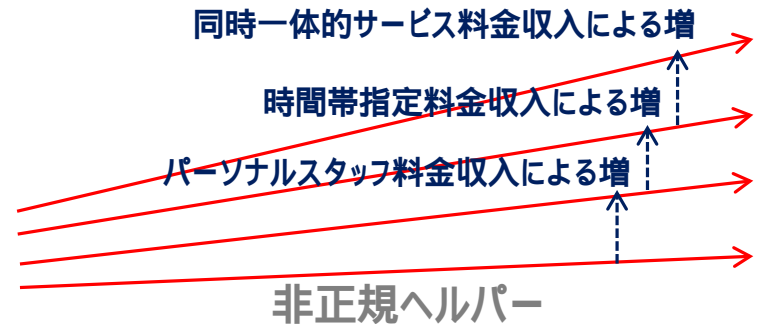 同時一体的サービス料金収入による増
時間帯指定料金収入による増
パーソナルスタッフ料金収入による増
非正規ヘルパー